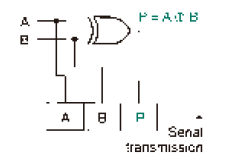 P = A ⊕ B
A
B
A B P
Serial
transmission